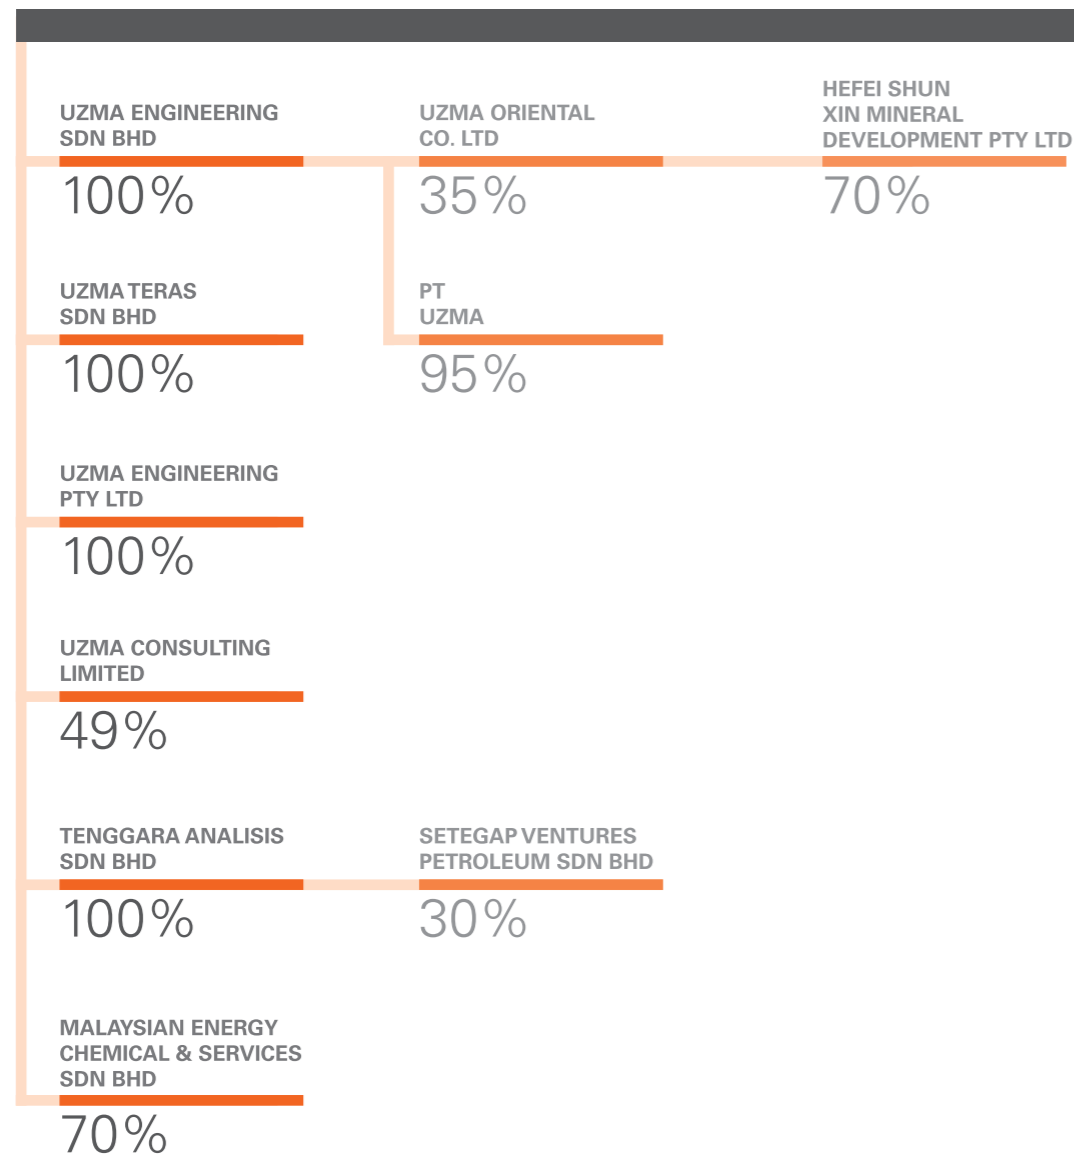 UZMA ENGINEERING
SDN BHD
100%
UZMA ORIENTAL
CO. LTD
35%
HEFEI SHUN
XIN MINERAL
DEVELOPMENT PTY LTD
70%
UZMA TERAS
SDN BHD
100%
PT
UZMA
95%
UZMA ENGINEERING
PTY LTD
100%
UZMA CONSULTING
LIMITED
49%
TENGGARA ANALISIS
SDN BHD
100%
SETEGAP VENTURES
PETROLEUM SDN BHD
30%
MALAYSIAN ENERGY
CHEMICAL & SERVICES
SDN BHD
70%